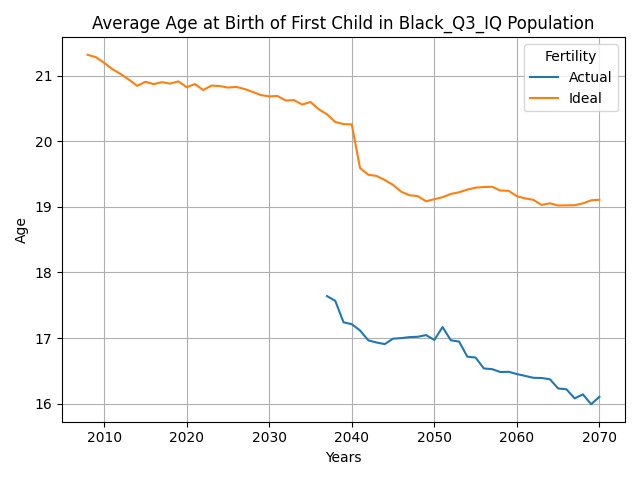 Average Age at Birth of First Child in Black_Q3_IQ Population
Fertility
Actual
Ideal
Age
21
20
19
18
17
16
2010
2020
2030
2040
2050
2060
2070
Years